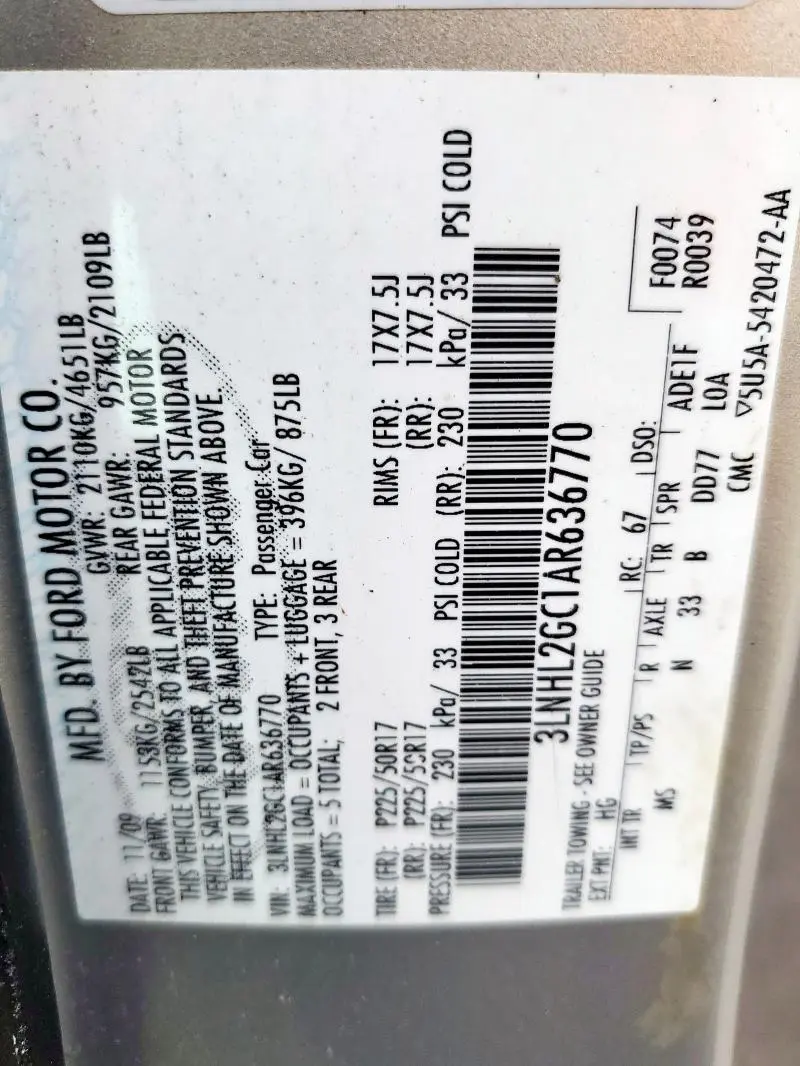 MFD. BY FORD MOTOR CO.
DATE: 11/09 GVWR: 2110KG/4651LB
FRONT GAWR: 1153KG/2542LB REAR GAWR: 957KG/2109LB
THIS VEHICLE CONFORMS TO ALL APPLICABLE FEDERAL MOTOR
VEHICLE SAFETY, BUMPER, AND THEFT PREVENTION STANDARDS
IN EFFECT ON THE DATE OF MANUFACTURE SHOWN ABOVE.
VIN: 3LNHL2GC1AR636770 TYPE: Passenger Car
MAXIMUM LOAD = OCCUPANTS + LUGGAGE = 396KG/ 875LB
OCCUPANTS = 5 TOTAL; 2 FRONT, 3 REAR
TIRE (FR): P225/50R17 RIMS (FR): 17X7.5J
(RR): P225/50R17 (RR): 17X7.5J
PRESSURE (FR): 230 kPa/ 33 PSI COLD (RR): 230 kPa/ 33 PSI COLD
3LNHL2GC1AR636770
TRAILER TOWING - SEE OWNER GUIDE
EXT PNT: HG RC: 67 DSO:
INT TR TP/PS R AXLE TR SPR ADETF F0074
MS N 33 B DD77 LOA R0039
CMC ▽5U5A-5420472-AA